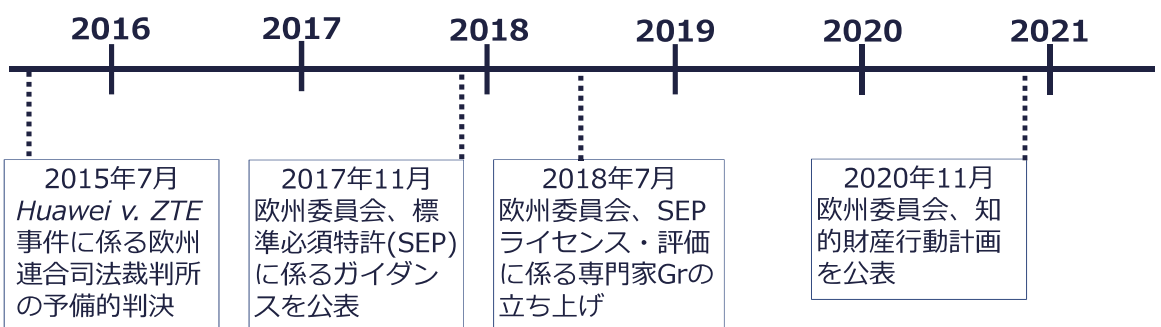 2016
2017
2018
2019
2020
2021
2015年7月
Huawei v. ZTE
事件に係る欧州
連合司法裁判所
の予備的判決
2017年11月
欧州委員会、標
準必須特許(SEP)
に係るガイダン
スを公表
2018年7月
欧州委員会、SEP
ライセンス・評価
に係る専門家Grの
立ち上げ
2020年11月
欧州委員会、知
的財産行動計画
を公表